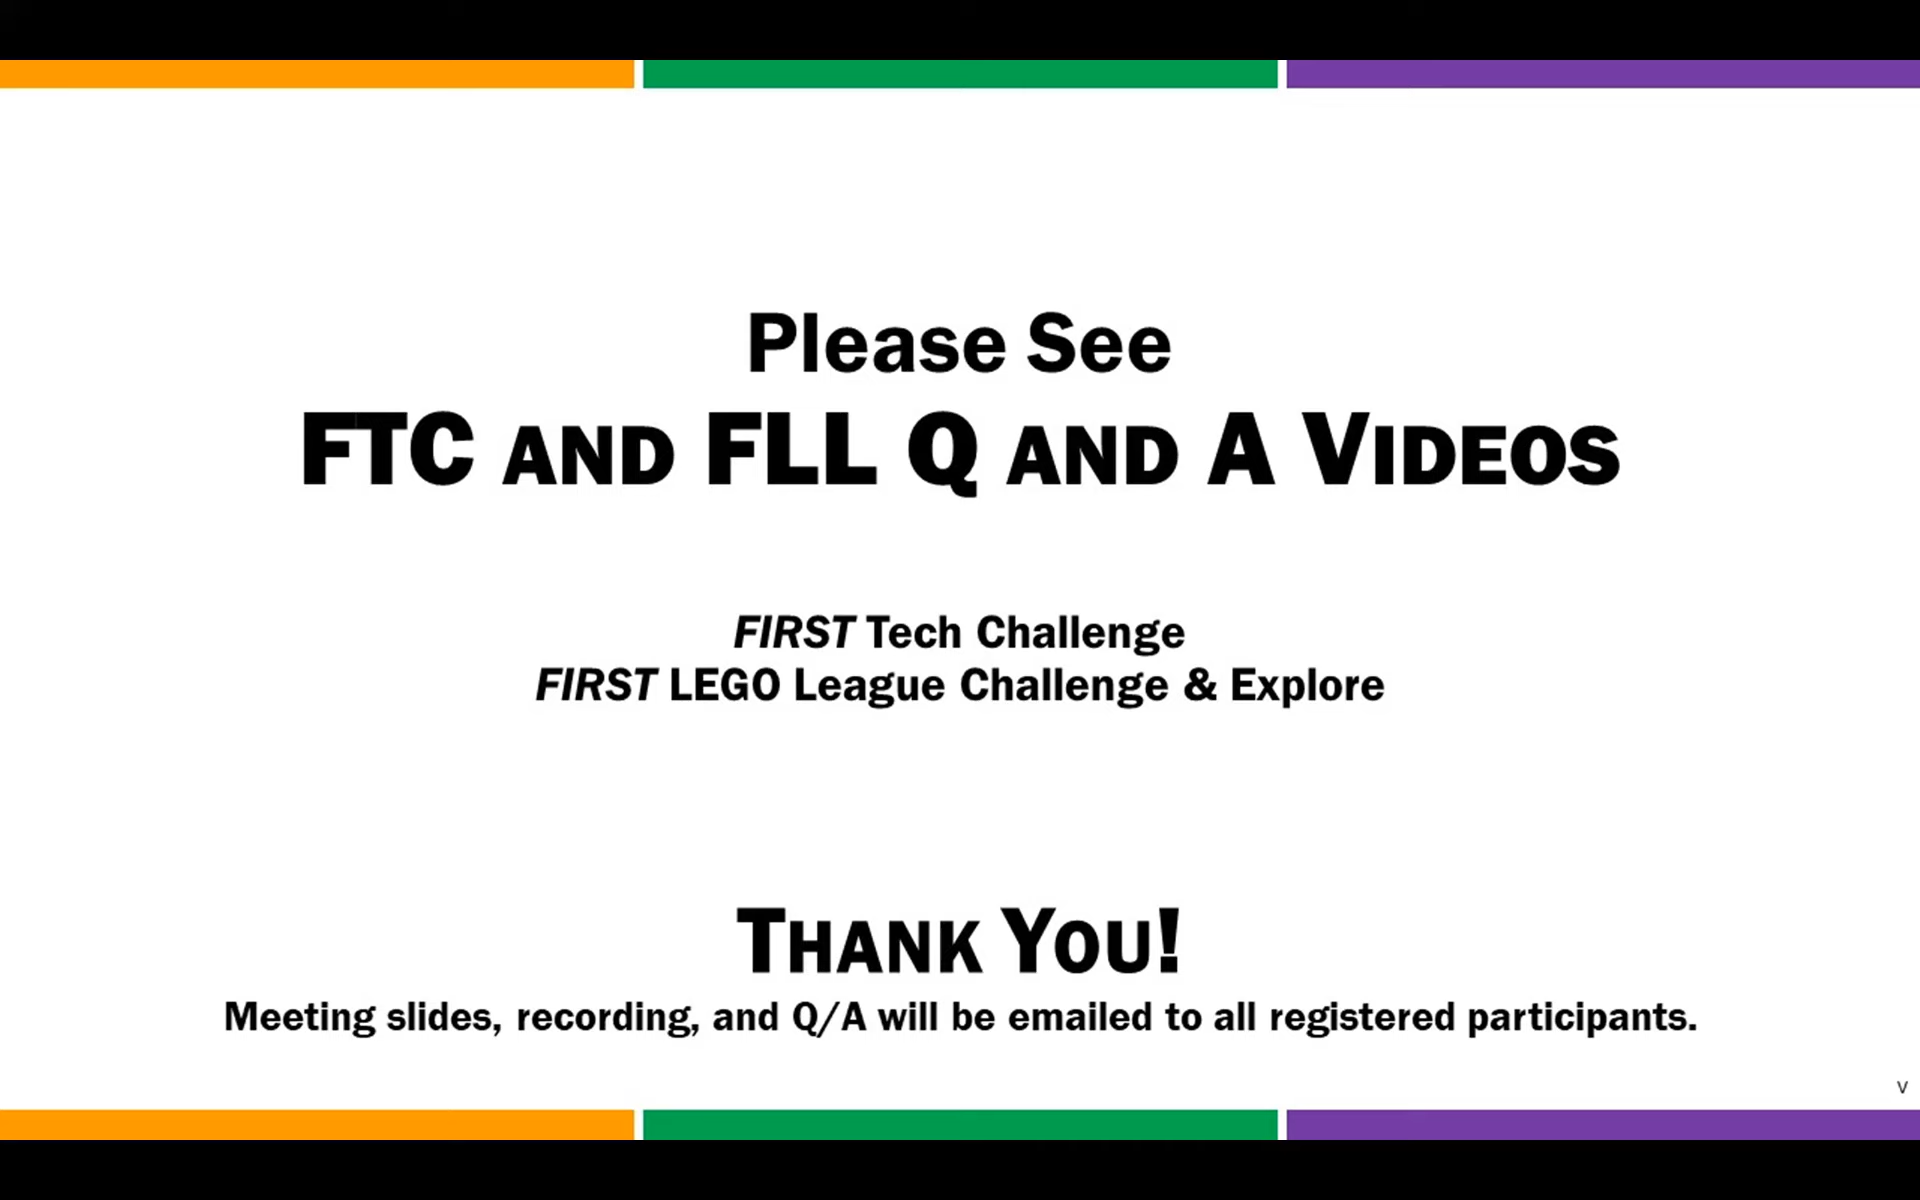 Please See
FTC AND FLL Q AND A VIDEOS
FIRST Tech Challenge
FIRST LEGO League Challenge & Explore
THANK YOU!
Meeting slides, recording, and Q/A will be emailed to all registered participants.
v